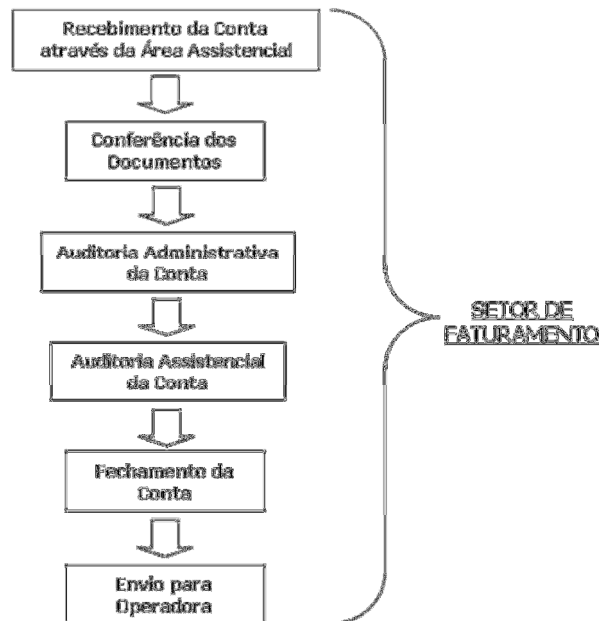 Recebimento da Conta
através da Área Assistencial
Conferência dos
Documentos
Auditoria Administrativa
da Conta
Auditoria Assistencial
da Conta
Fechamento da
Conta
Envio para
Operadora
SETOR DE
FATURAMENTO